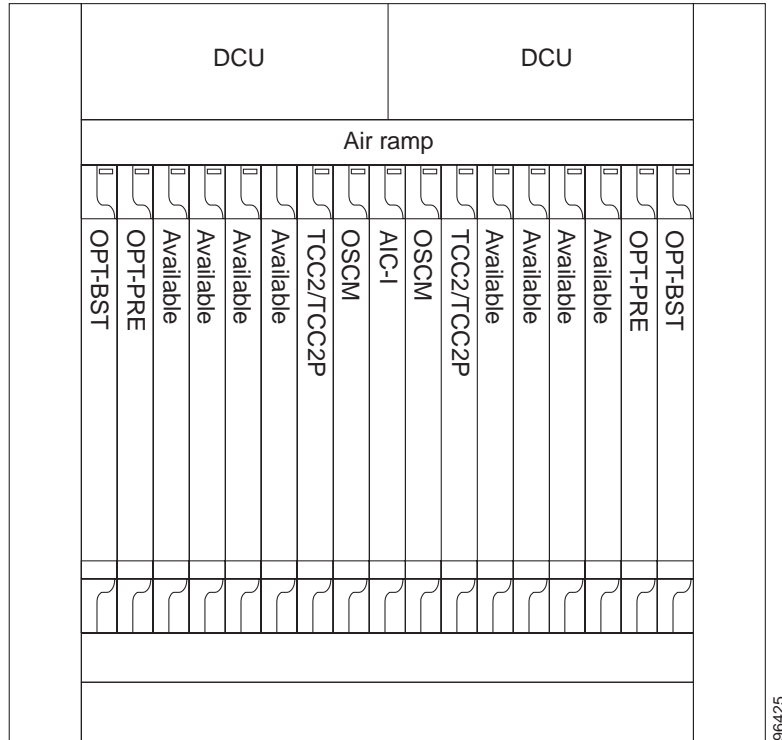 DCU
DCU
Air ramp
OPT-BST
OPT-PRE
Available
Available
Available
Available
TCC2/TCC2P
OSCM
AIC-I
OSCM
TCC2/TCC2P
Available
Available
Available
Available
OPT-PRE
OPT-BST
96425